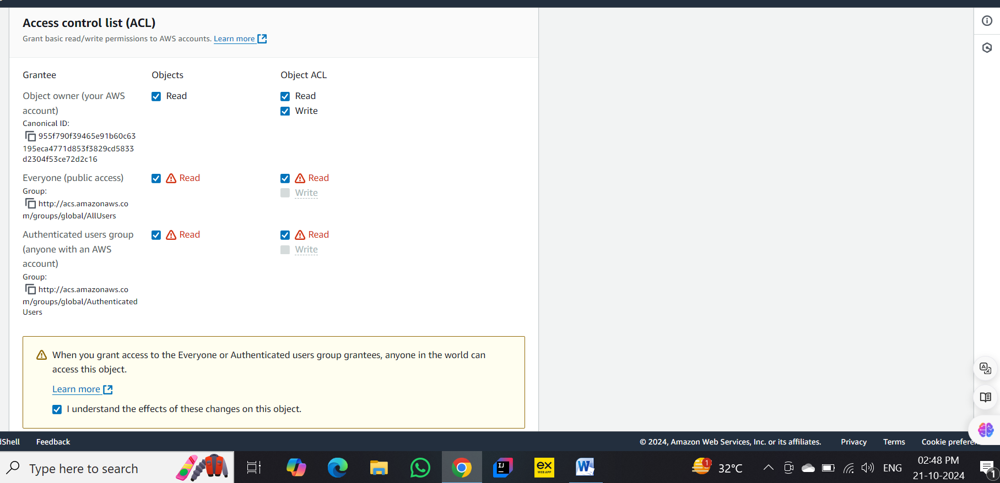 Access control list (ACL)
Grant basic read/write permissions to AWS accounts. Learn more
Grantee
Objects
Object ACL
Object owner (your AWS
account)
Canonical ID:
955f790f39465e91b60c63
195eca4771d853f3829cd5833
d2304f53ce72d2c16
Read
Read
Write
Everyone (public access)
Group:
http://acs.amazonaws.co
m/groups/global/AllUsers
Read
Read
Write
Authenticated users group
(anyone with an AWS
account)
Group:
http://acs.amazonaws.co
m/groups/global/Authenticated
Users
Read
Read
Write
When you grant access to the Everyone or Authenticated users group grantees, anyone in the world can
access this object.
Learn more
I understand the effects of these changes on this object.
dShell
Feedback
© 2024, Amazon Web Services, Inc. or its affiliates.
Privacy
Terms
Cookie preferen
Type here to search
IJ
ex
WEB APP
W
1
32°C
ENG
02:48 PM
21-10-2024
1